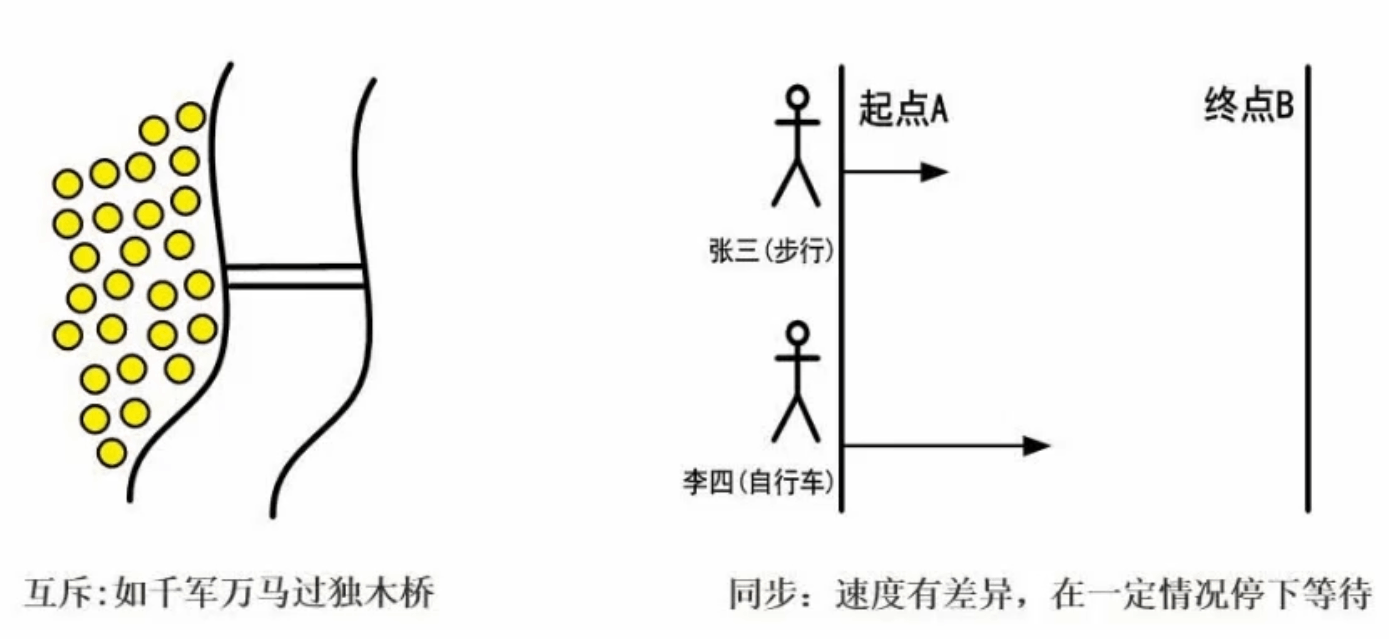 起点A
终点B
张三(步行)
李四(自行车)
互斥:如千军万马过独木桥
同步：速度有差异，在一定情况停下等待